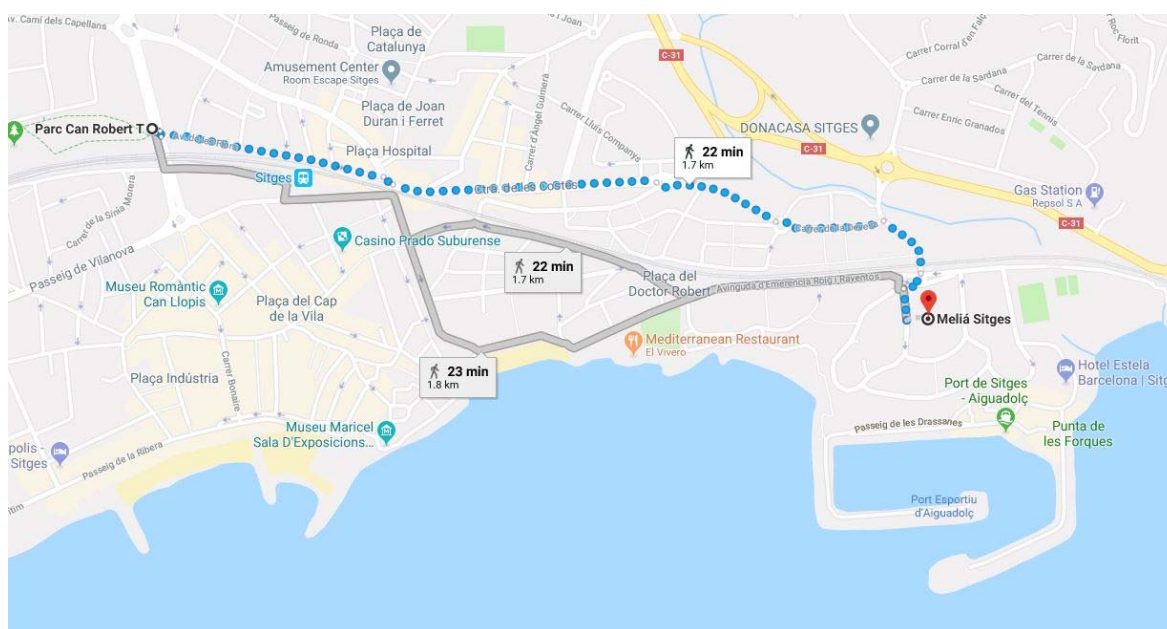 Av. Camí dels Capellans
Passeig de Ronda
Plaça de
Catalunya
i Joan
C-31
Carrer Corral d'en Falç
Roc Florit
Amusement Center
Room Escape Sitges
Carrer de la Sardana
Carrer de la Sardana
Carrer del Tennis
Carrer Enric Granados
Plaça de Joan
Duran i Ferret
Carrer d'Àngel Guimerà
Carrer Lluís Companys
DONACASA SITGES
C-31
Parc Can Robert T
Plaça Hospital
22 min
1.7 km
Sitges
Ctra. de les Costes
Gas Station
Repsol S A
C-31
Carrer de la Sínia Morera
Passeig de Vilanova
Casino Prado Suburense
22 min
1.7 km
Plaça del
Doctor Robert
Avinguda d'Emerencia Roig i Raventós
Museu Romàntic
Can Llopis
Plaça del Cap
de la Vila
Meliá Sitges
Mediterranean Restaurant
El Vivero
23 min
1.8 km
Plaça Indústria
Carrer Bonaire
Hotel Estela
Barcelona | Sitg
Port de Sitges
- Aiguadolç
Museu Maricel
Sala D'Exposicions...
Passeig de les Drassanes
Punta de
les Forques
polis -
Sitges
Passeig de la Ribera
ítim
Port Esportiu
d'Aiguadolç